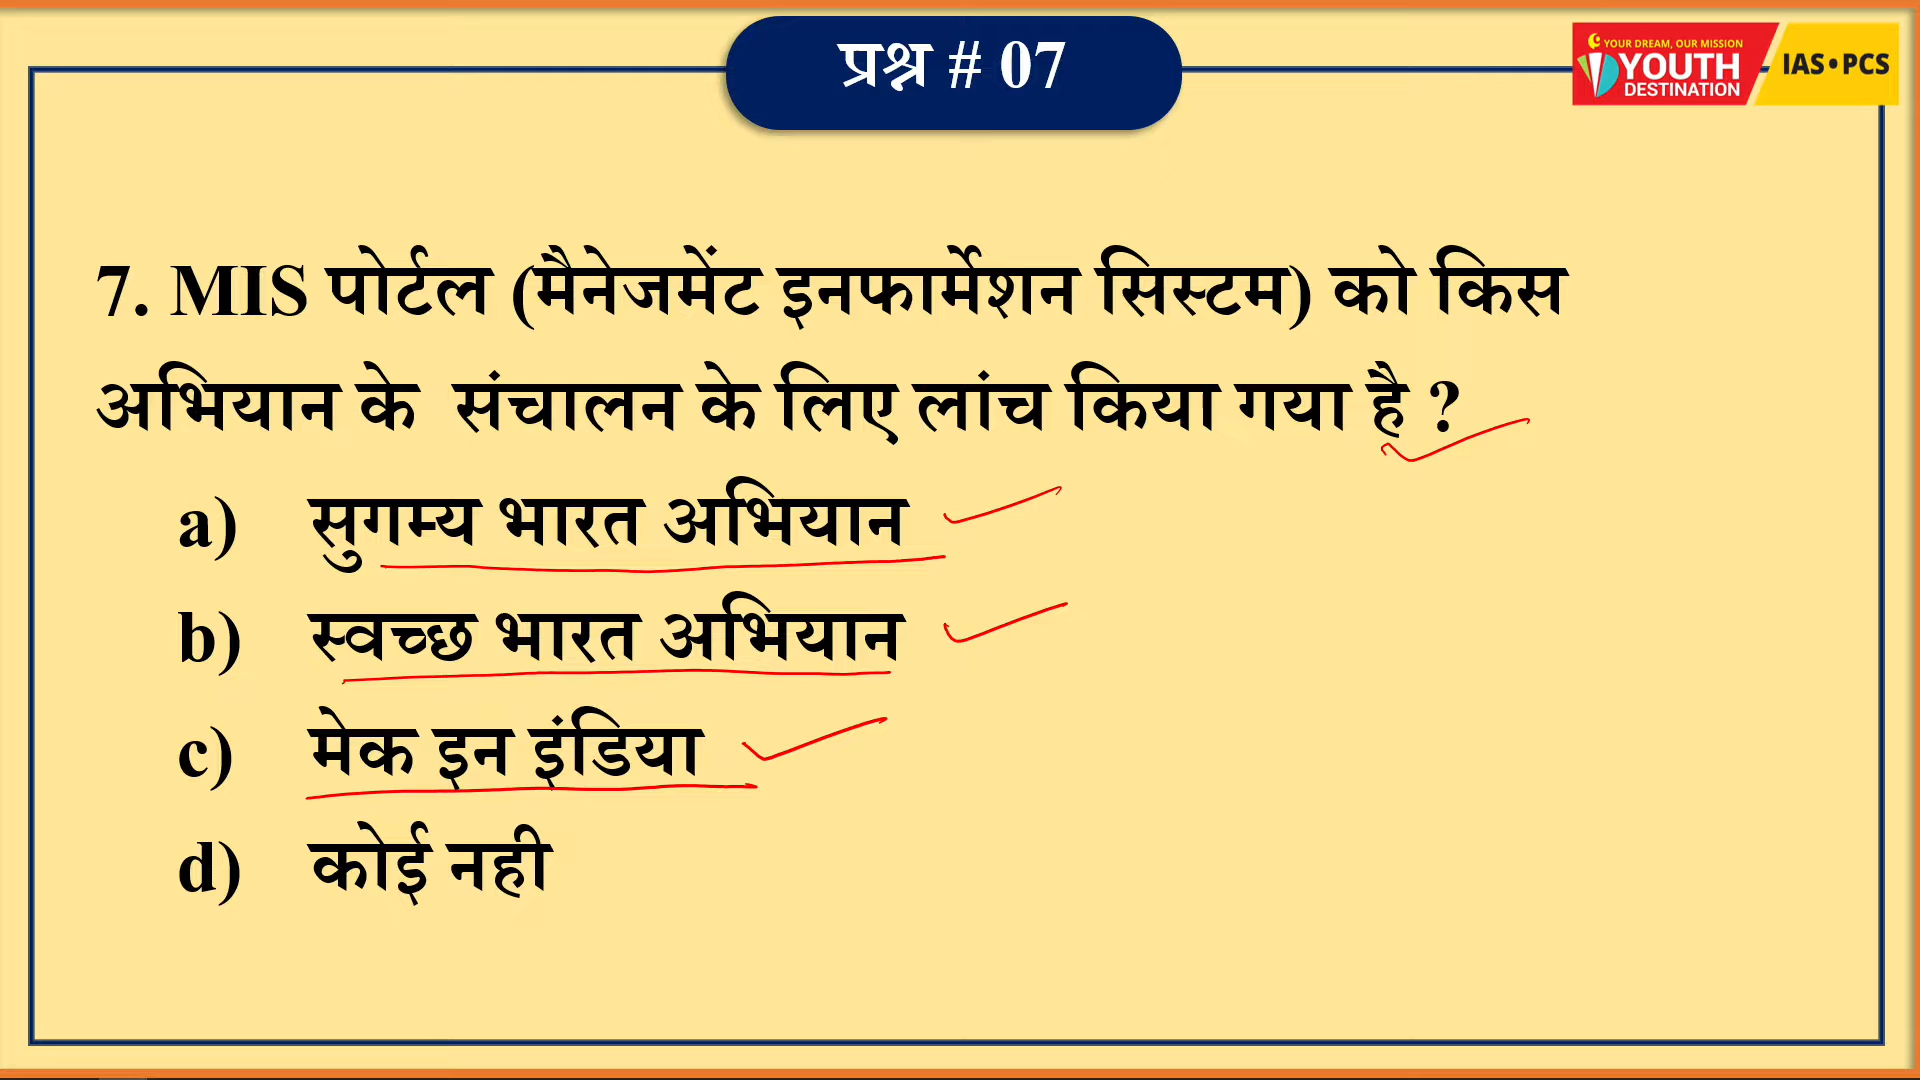 प्रश्न # 07
YOUR DREAM, OUR MISSION
YOUTH
DESTINATION
IAS•PCS
7. MIS पोर्टल (मैनेजमेंट इनफार्मेशन सिस्टम) को किस
अभियान के संचालन के लिए लांच किया गया है ?
a) सुगम्य भारत अभियान
b) स्वच्छ भारत अभियान
c) मेक इन इंडिया
d) कोई नही